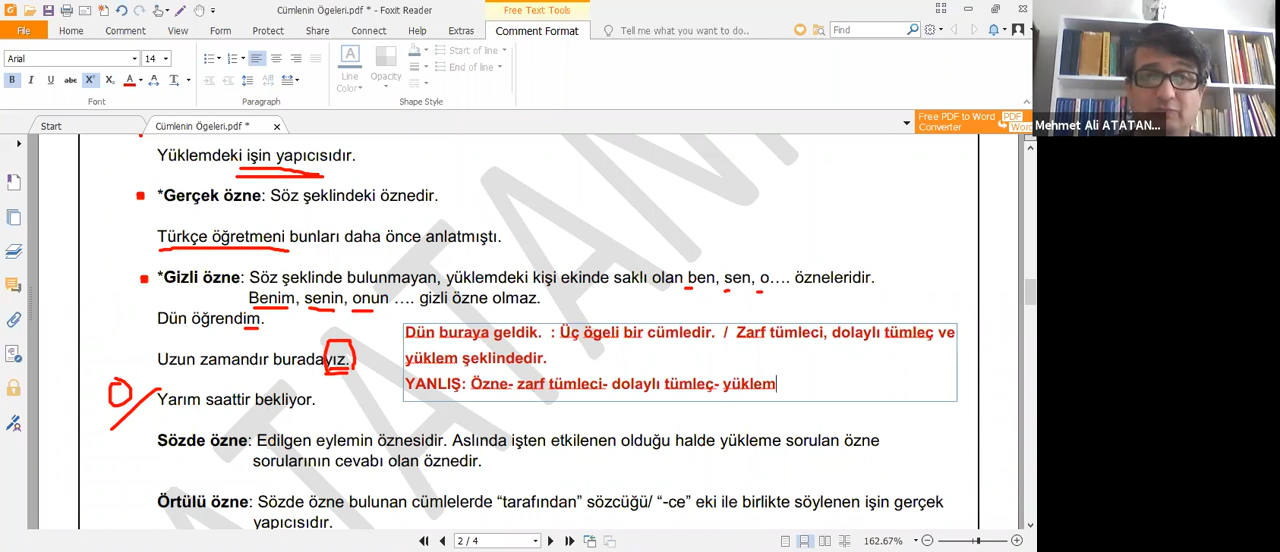 Cümlenin Ögeleri.pdf * - Foxit Reader
Free Text Tools
File Home Comment View Form Protect Share Connect Help Extras Comment Format Tell me what you want to do.. Find
Arial 14
Line Color Opacity
Start of line
End of line
B I U abc X² X₂ A T T
Font Paragraph Shape Style
Start Cümlenin Ögeleri.pdf *
Free PDF to Word Converter
PDF
Word
Mehmet Ali ATATAN...
Yüklemdeki işin yapıcısıdır.
*Gerçek özne: Söz şeklindeki öznedir.
Türkçe öğretmeni bunları daha önce anlatmıştı.
*Gizli özne: Söz şeklinde bulunmayan, yüklemdeki kişi ekinde saklı olan ben, sen, o…. özneleridir.
Benim, senin, onun …. gizli özne olmaz.
Dün öğrendim.
Dün buraya geldik. : Üç ögeli bir cümledir. / Zarf tümleci, dolaylı tümleç ve
yüklem şeklindedir.
YANLIŞ: Özne- zarf tümleci- dolaylı tümleç- yüklem
Uzun zamandır buradayız.
O
Yarım saattir bekliyor.
Sözde özne: Edilgen eylemin öznesidir. Aslında işten etkilenen olduğu halde yükleme sorulan özne
sorularının cevabı olan öznedir.
Örtülü özne: Sözde özne bulunan cümlelerde “tarafından” sözcüğü/ “-ce” eki ile birlikte söylenen işin gerçek
yapıcısıdır.
ATATAN
2 / 4
162.67%